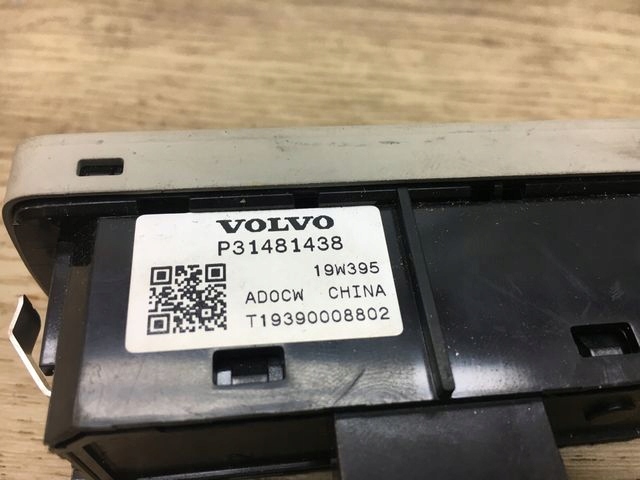 VOLVO
P31481438
19W395
AD0CW CHINA
T19390008802